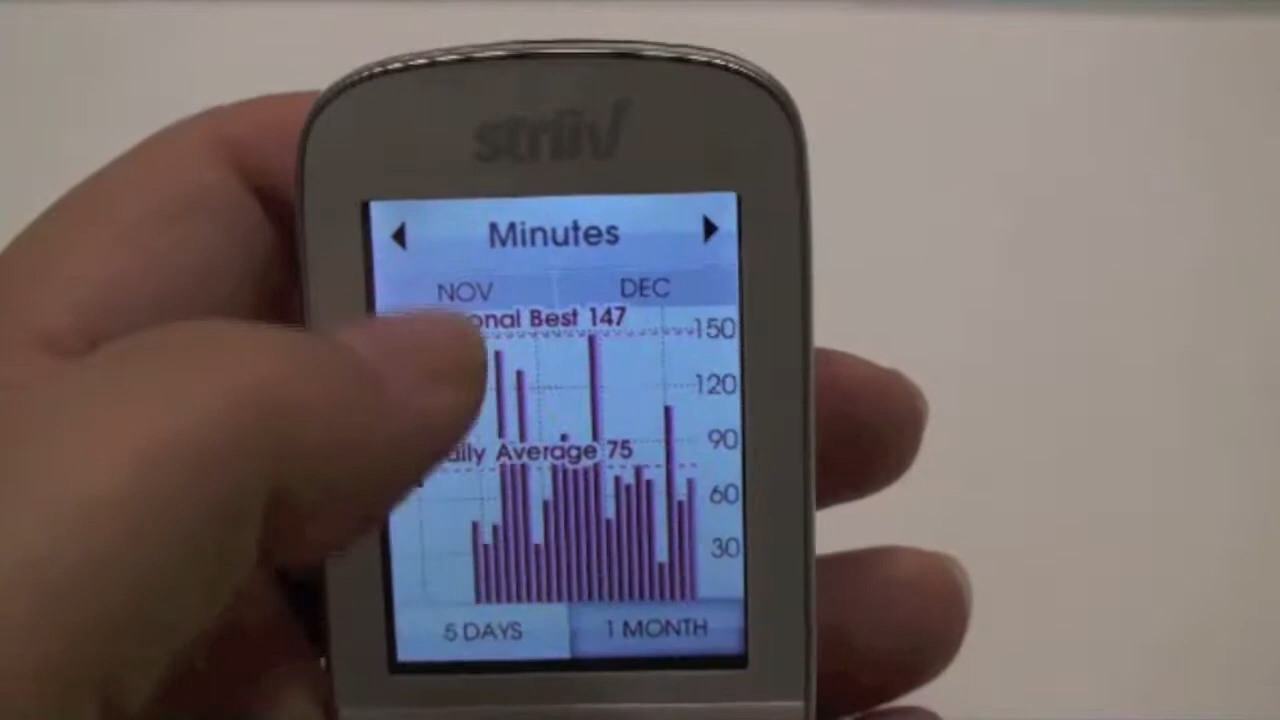 striiv
Minutes
NOV DEC
onal Best 147
150
120
90
aily Average 75
60
30
5 DAYS 1 MONTH